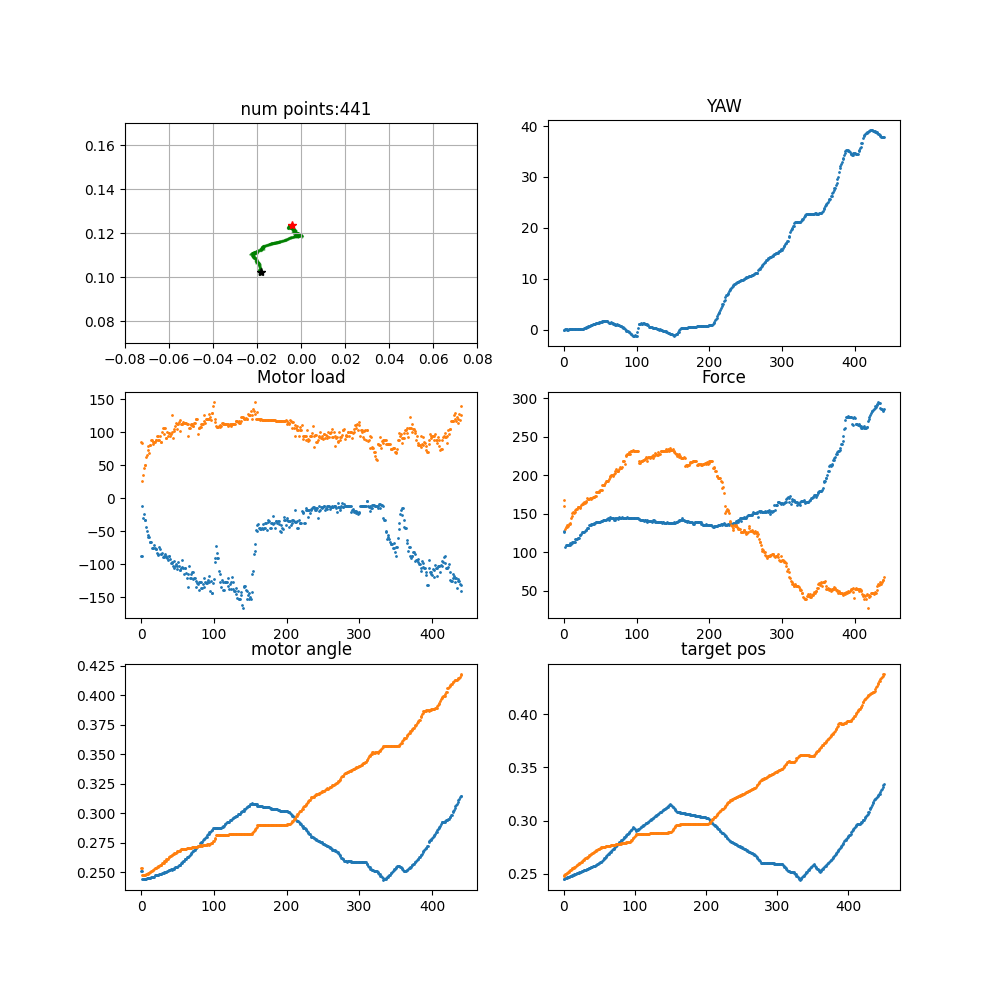 num points:441
0.16
0.14
0.12
0.10
0.08
−0.08 −0.06 −0.04 −0.02 0.00 0.02 0.04 0.06 0.08
YAW
40
30
20
10
0
0 100 200 300 400
Motor load
150
100
50
0
−50
−100
−150
0 100 200 300 400
Force
300
250
200
150
100
50
0 100 200 300 400
motor angle
0.425
0.400
0.375
0.350
0.325
0.300
0.275
0.250
0 100 200 300 400
target pos
0.40
0.35
0.30
0.25
0 100 200 300 400